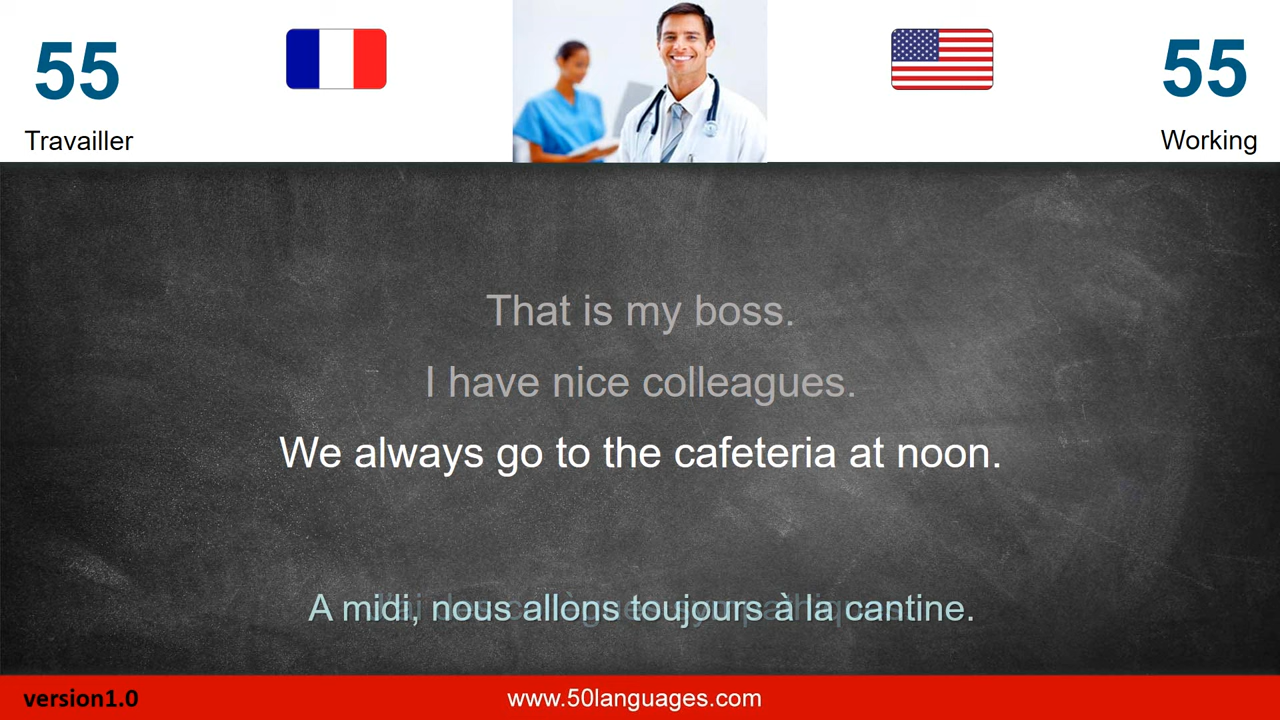 55
55
Travailler
Working
That is my boss.
I have nice colleagues.
We always go to the cafeteria at noon.
A midi, nous allons toujours à la cantine.
version1.0
www.50languages.com